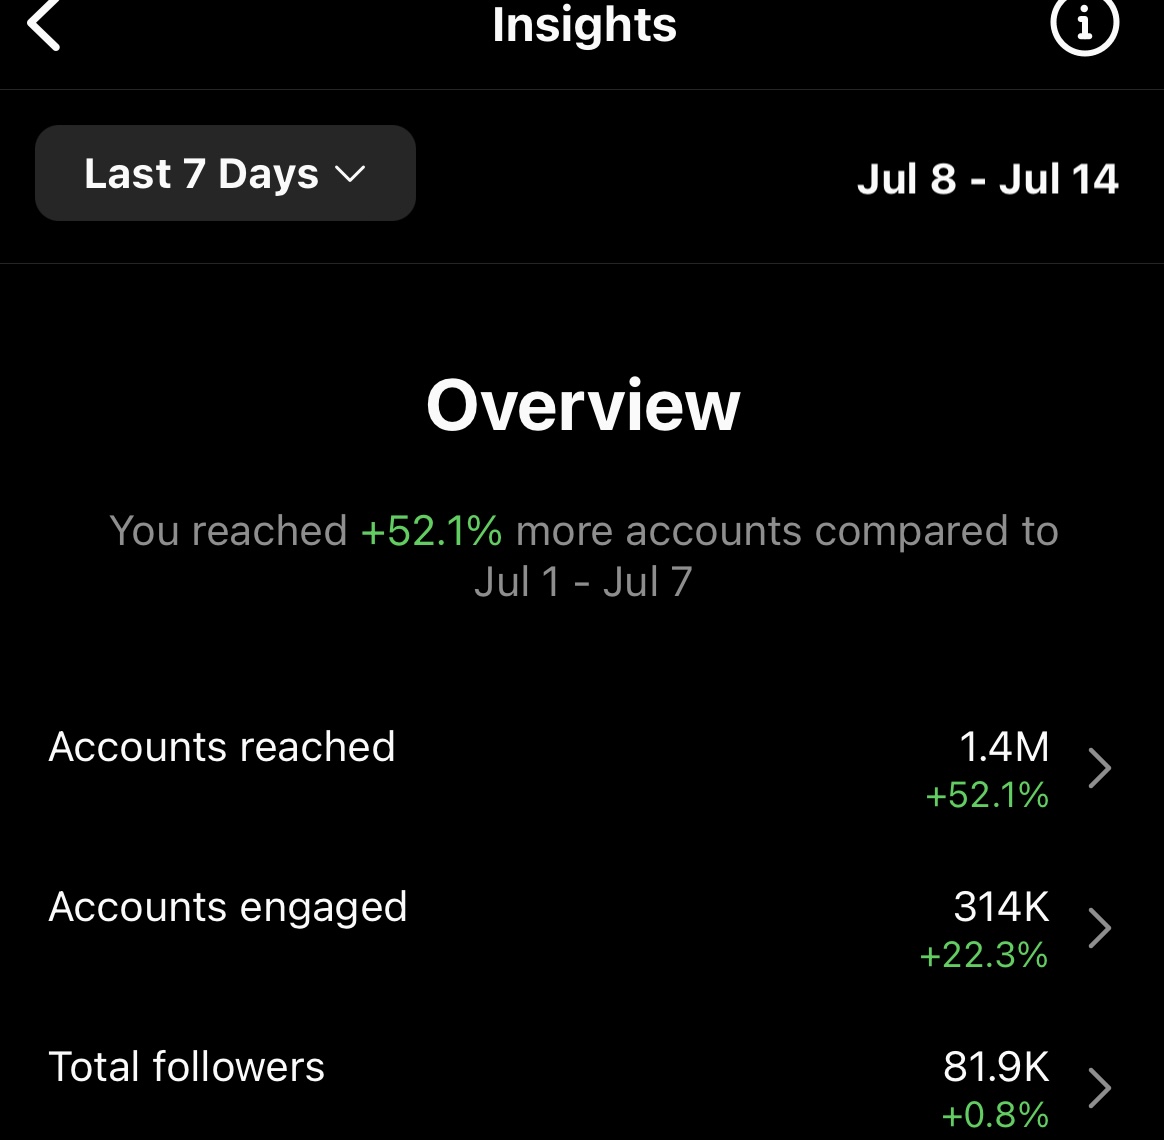 Insights
Last 7 Days
Jul 8 - Jul 14
Overview
You reached +52.1% more accounts compared to
Jul 1 - Jul 7
Accounts reached
1.4M
+52.1%
Accounts engaged
314K
+22.3%
Total followers
81.9K
+0.8%